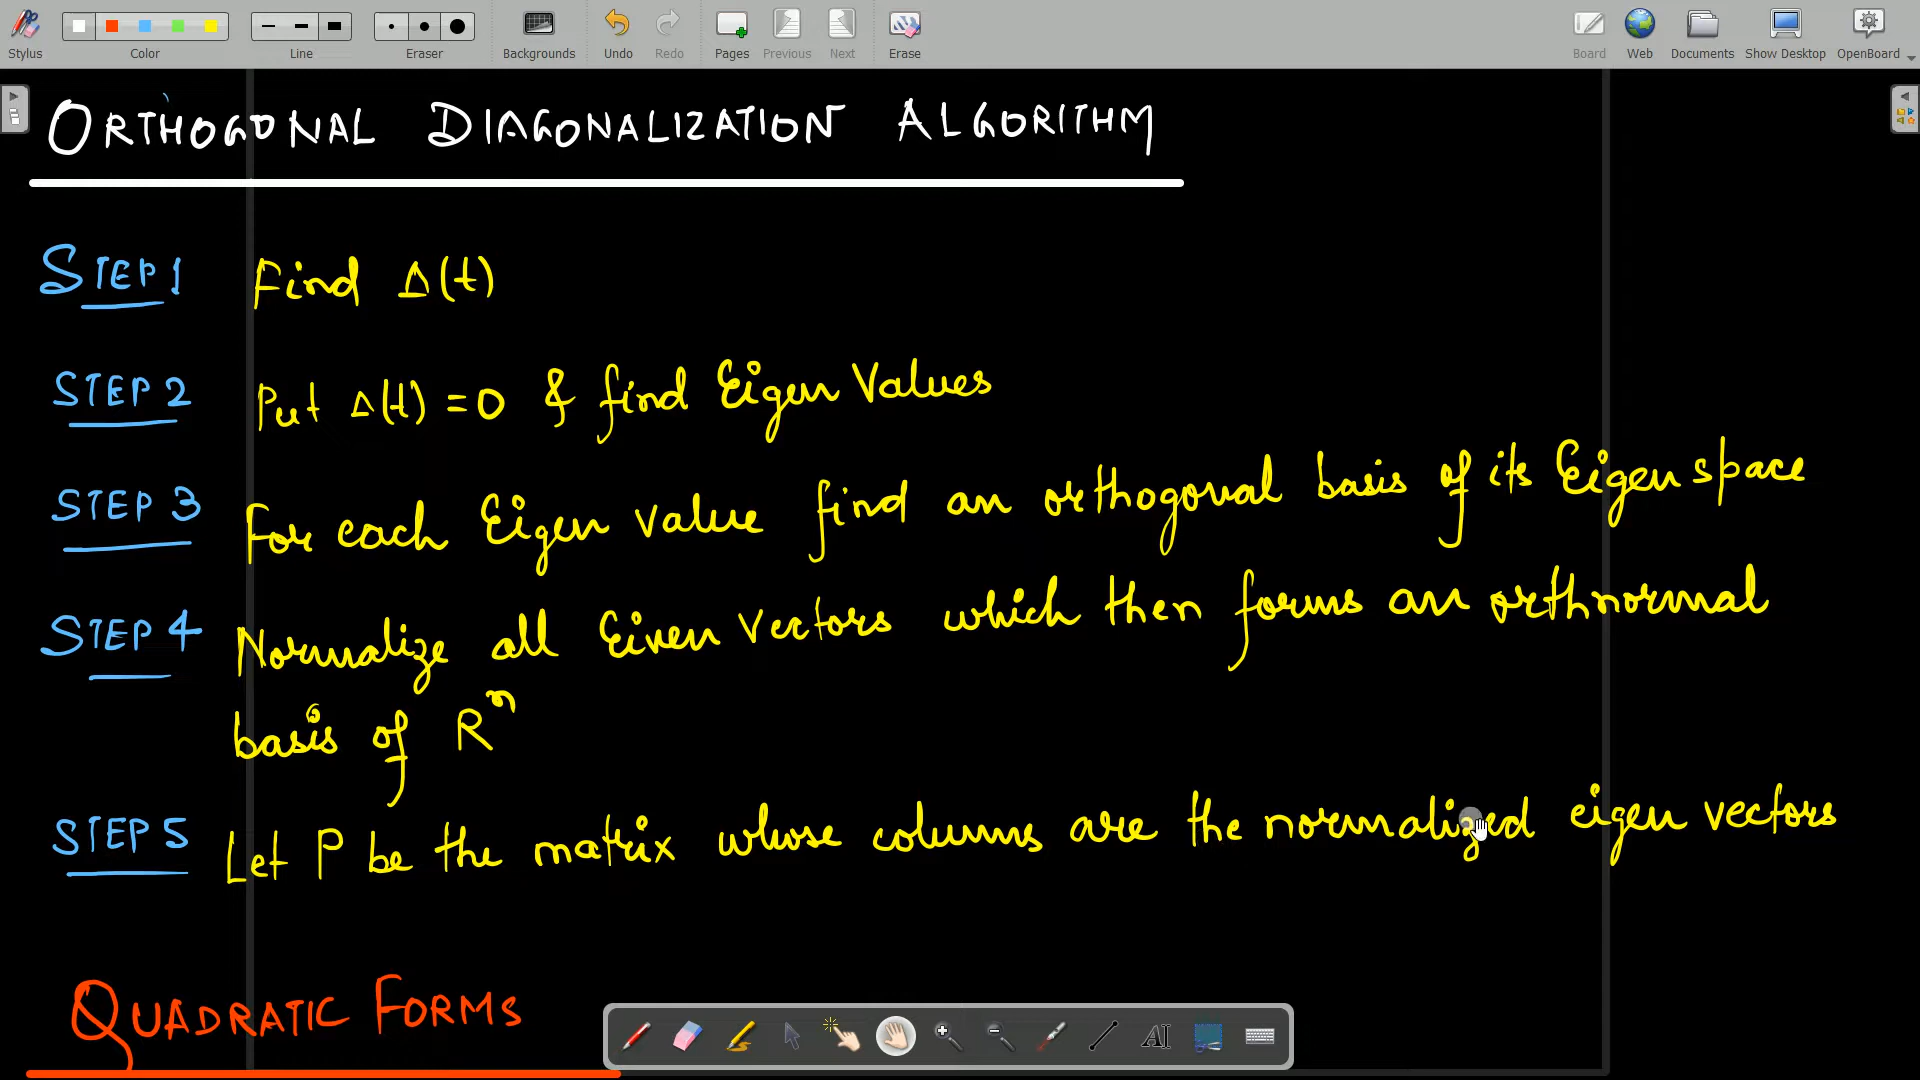 Stylus Color Line Eraser Backgrounds Undo Redo Pages Previous Next Erase Board Web Documents Show Desktop OpenBoard
ORTHOGONAL DIAGONALIZATION ALGORITHM
STEP 1 Find Δ(t)
STEP 2 Put Δ(t) = 0 & find Eigen Values
STEP 3 For each Eigen value find an orthogonal basis of its Eigen space
STEP 4 Normalize all Eigen vectors which then forms an orthnormal
basis of Rⁿ
STEP 5 Let P be the matrix whose columns are the normalized eigen vectors
QUADRATIC FORMS
AI